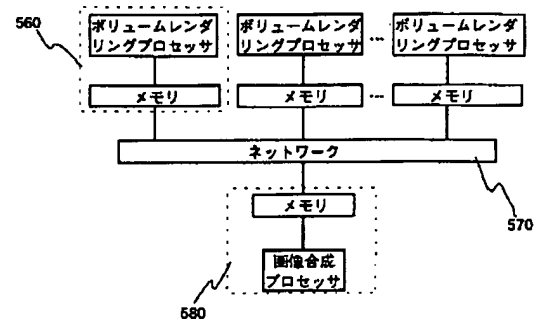 560
ボリュームレンダ
リングプロセッサ
ボリュームレンダ
リングプロセッサ
...
ボリュームレンダ
リングプロセッサ
メモリ
メモリ
...
メモリ
ネットワーク
570
メモリ
画像合成
プロセッサ
580